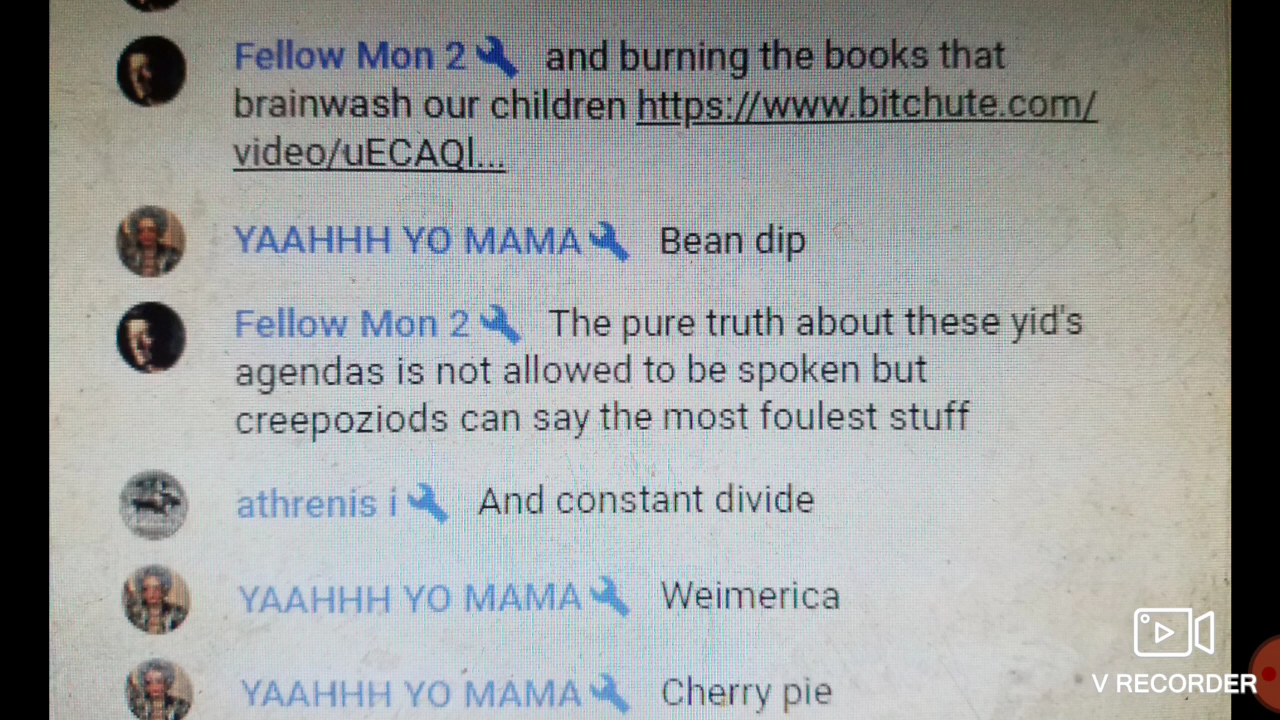 Fellow Mon 2 and burning the books that
brainwash our children https://www.bitchute.com/
video/uECAQl...
YAAHHH YO MAMA Bean dip
Fellow Mon 2 The pure truth about these yid's
agendas is not allowed to be spoken but
creepoziods can say the most foulest stuff
athrenis i And constant divide
YAAHHH YO MAMA Weimerica
YAAHHH YO MAMA Cherry pie
V RECORDER